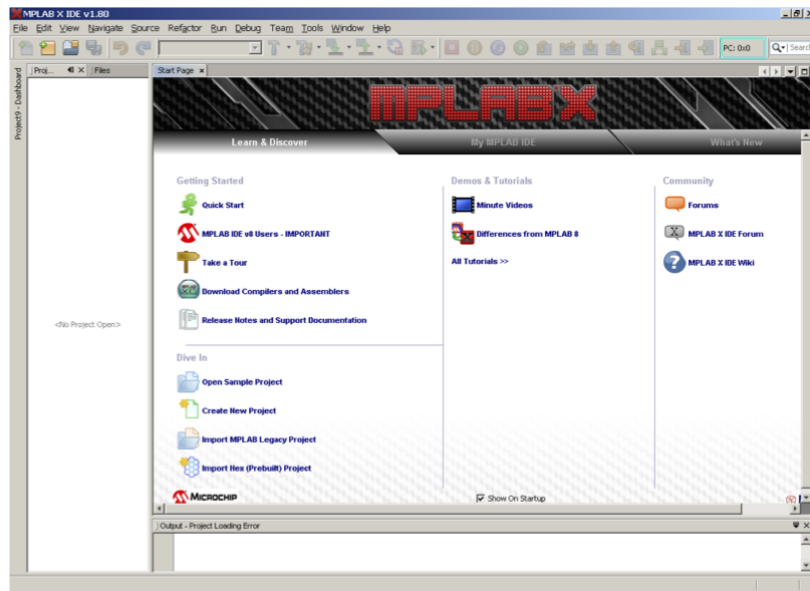 MPLAB X IDE v1.80
File Edit View Navigate Source Refactor Run Debug Team Tools Window Help
PC: 0x0
Search
Project9 - Dashboard
Proj...
Files
Start Page
MPLAB X
Learn & Discover
My MPLAB IDE
What's New
Getting Started
Quick Start
MPLAB IDE v8 Users - IMPORTANT
Take a Tour
Download Compilers and Assemblers
Release Notes and Support Documentation
Demos & Tutorials
Minute Videos
Differences from MPLAB 8
All Tutorials >>
Community
Forums
MPLAB X IDE Forum
MPLAB X IDE Wiki
<No Project Open>
Dive In
Open Sample Project
Create New Project
Import MPLAB Legacy Project
Import Hex (Prebuilt) Project
MICROCHIP
Show On Startup
Output - Project Loading Error